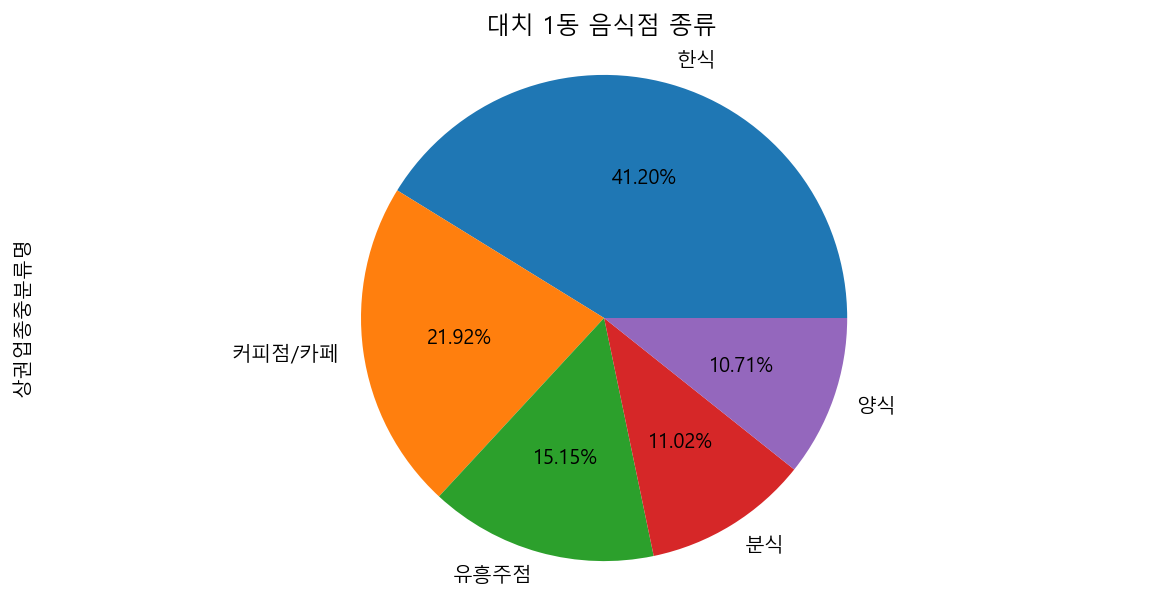 대치 1동 음식점 종류
한식
41.20%
21.92%
커피점/카페
10.71%
양식
11.02%
15.15%
분식
유흥주점
상권업종중분류명